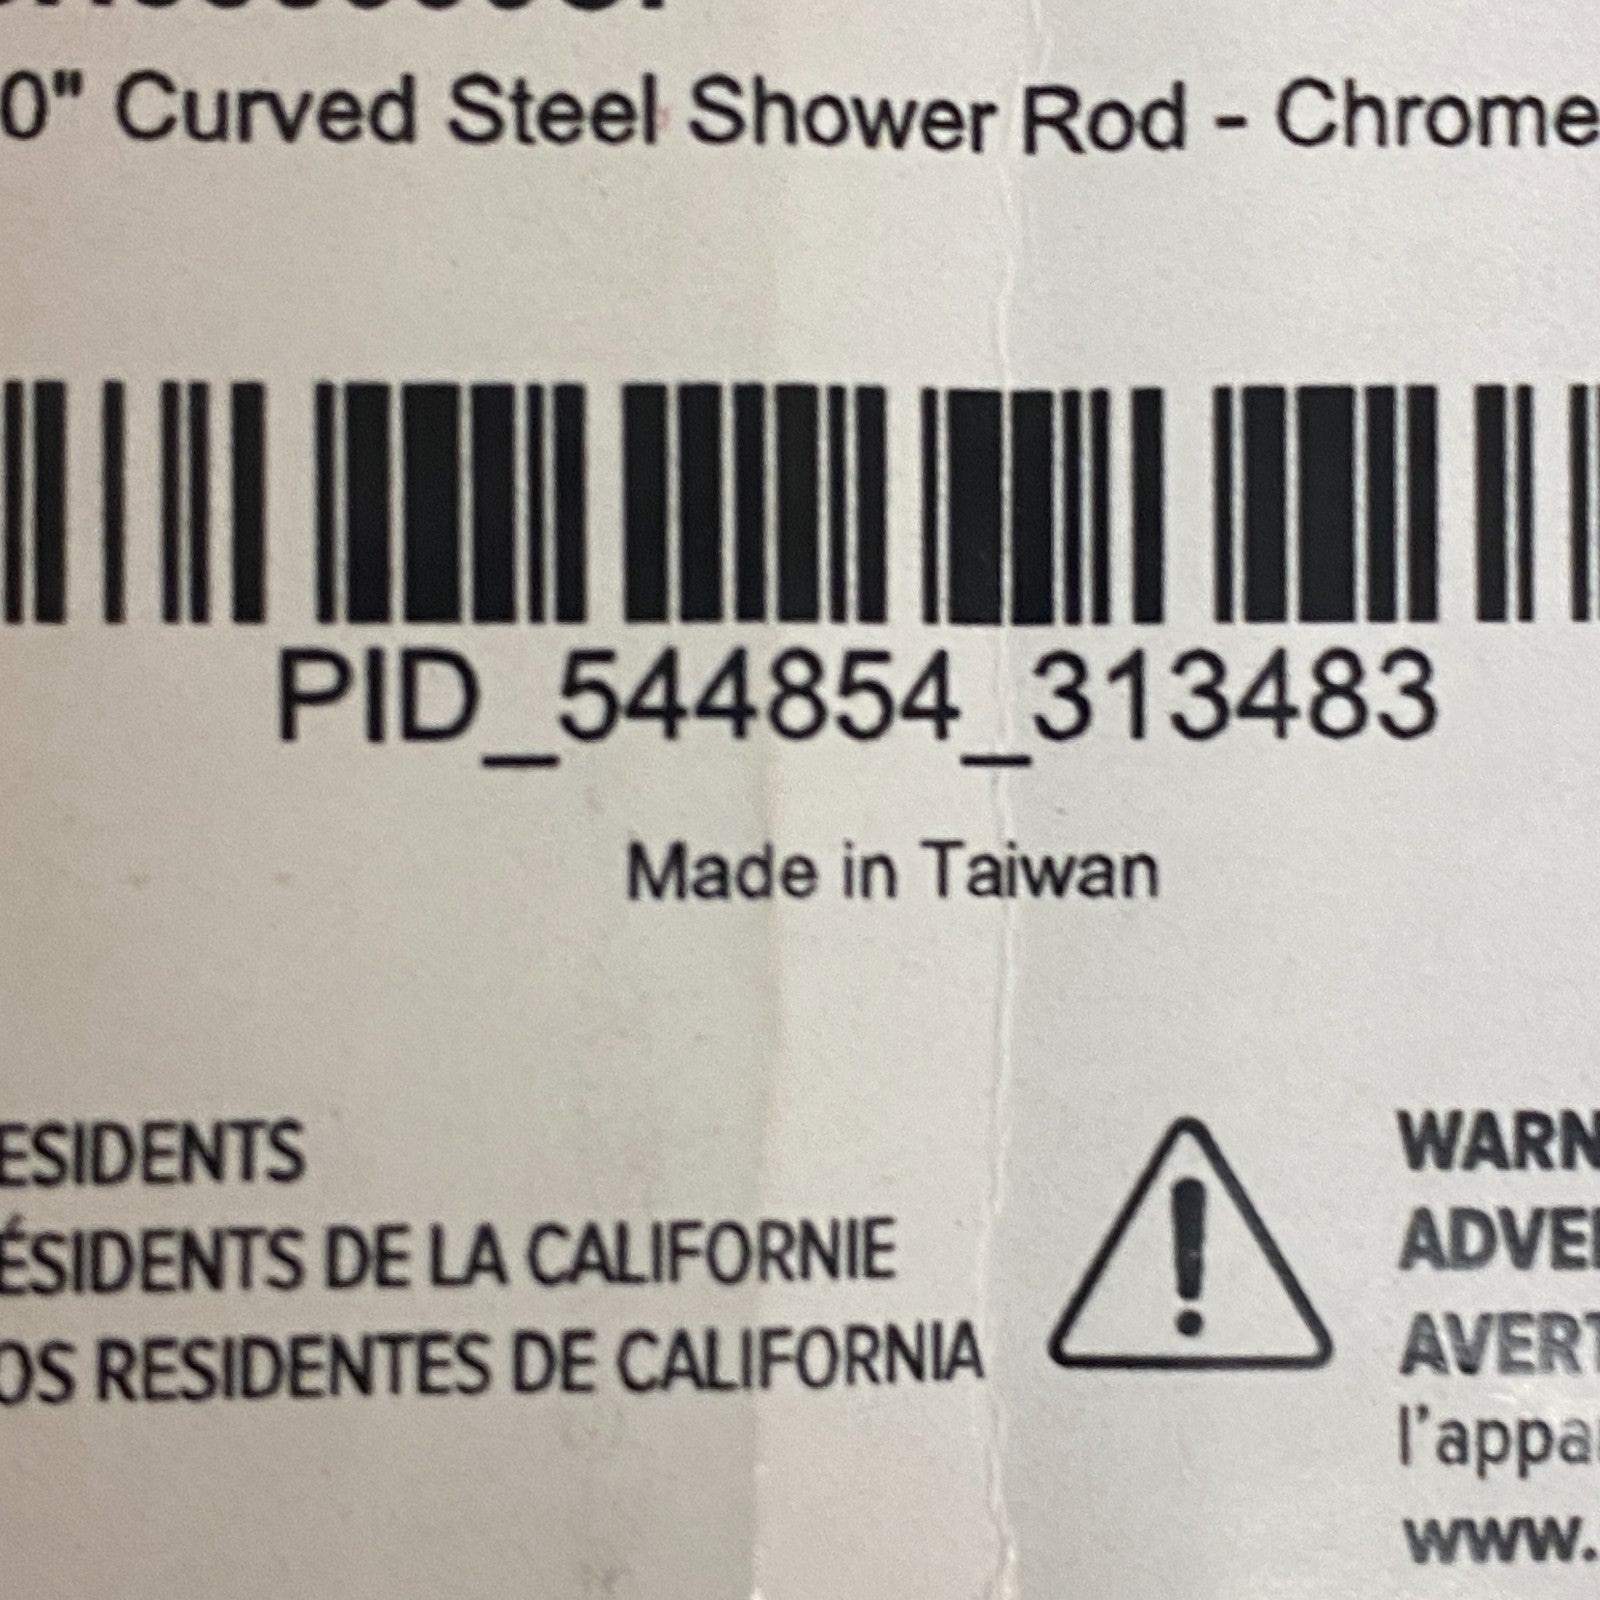 0" Curved Steel Shower Rod - Chrome
PID_544854_313483
Made in Taiwan
ESIDENTS
ÉSIDENTS DE LA CALIFORNIE
OS RESIDENTES DE CALIFORNIA
WARN
ADVE
AVERT
l'appa
www.